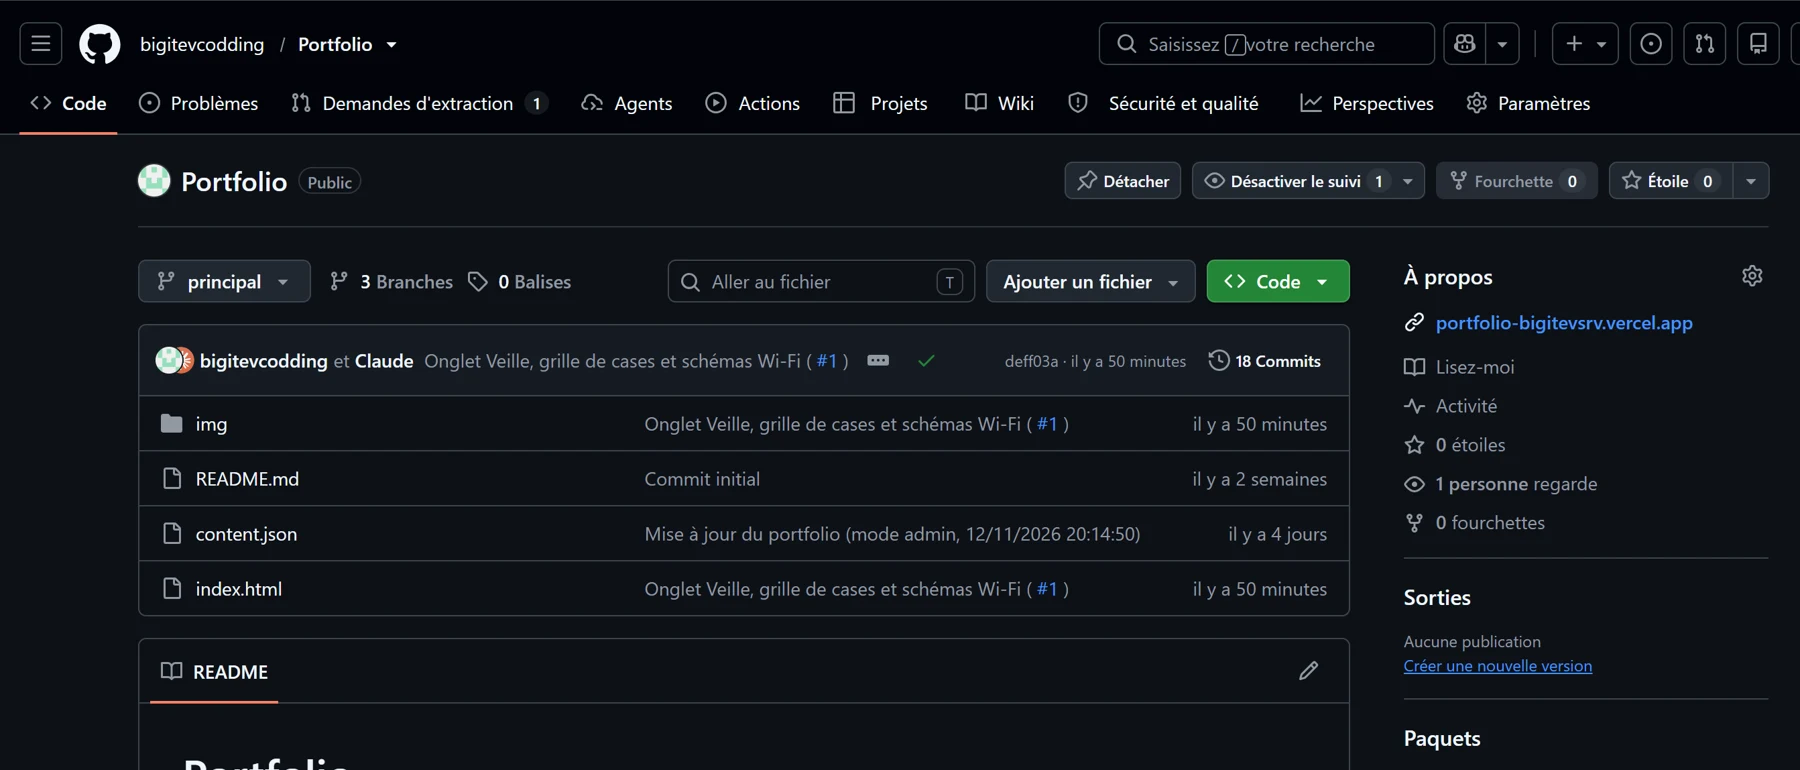 bigitevcodding / Portfolio
Saisissez / votre recherche
Code
Problèmes
Demandes d'extraction 1
Agents
Actions
Projets
Wiki
Sécurité et qualité
Perspectives
Paramètres
Portfolio Public
Détacher
Désactiver le suivi 1
Fourchette 0
Étoile 0
principal
3 Branches
0 Balises
Aller au fichier T
Ajouter un fichier
Code
bigitevcodding et Claude Onglet Veille, grille de cases et schémas Wi-Fi ( #1 )
deff03a · il y a 50 minutes
18 Commits
img Onglet Veille, grille de cases et schémas Wi-Fi ( #1 ) il y a 50 minutes
README.md Commit initial il y a 2 semaines
content.json Mise à jour du portfolio (mode admin, 12/11/2026 20:14:50) il y a 4 jours
index.html Onglet Veille, grille de cases et schémas Wi-Fi ( #1 ) il y a 50 minutes
README
Portfolio
À propos
portfolio-bigitevsrv.vercel.app
Lisez-moi
Activité
0 étoiles
1 personne regarde
0 fourchettes
Sorties
Aucune publication
Créer une nouvelle version
Paquets